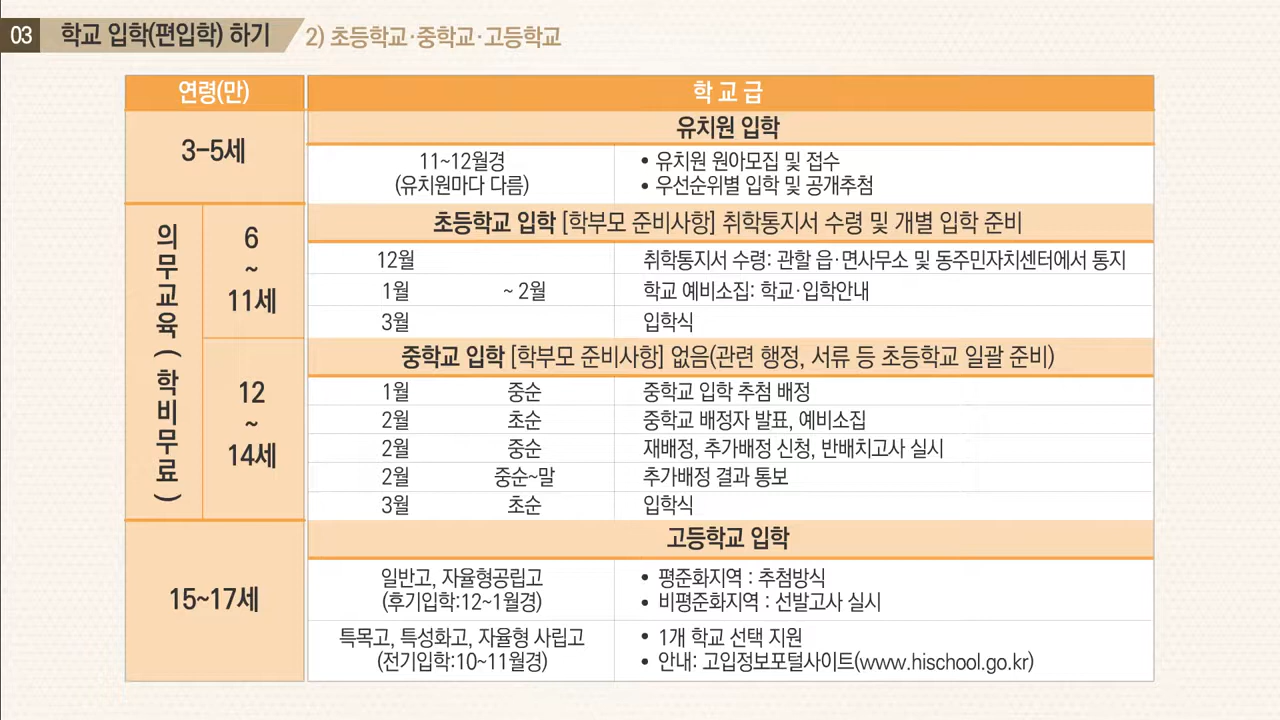 03 학교 입학(편입학) 하기 2) 초등학교·중학교·고등학교
연령(만) 학 교 급
3-5세
유치원 입학
11~12월경
(유치원마다 다름)
• 유치원 원아모집 및 접수
• 우선순위별 입학 및 공개추첨
의무교육(학비무료)
6
~
11세
초등학교 입학 [학부모 준비사항] 취학통지서 수령 및 개별 입학 준비
12월 취학통지서 수령: 관할 읍·면사무소 및 동주민자치센터에서 통지
1월 ~ 2월 학교 예비소집: 학교·입학안내
3월 입학식
12
~
14세
중학교 입학 [학부모 준비사항] 없음(관련 행정, 서류 등 초등학교 일괄 준비)
1월 중순 중학교 입학 추첨 배정
2월 초순 중학교 배정자 발표, 예비소집
2월 중순 재배정, 추가배정 신청, 반배치고사 실시
2월 중순~말 추가배정 결과 통보
3월 초순 입학식
15~17세
고등학교 입학
일반고, 자율형공립고
(후기입학:12~1월경)
• 평준화지역 : 추첨방식
• 비평준화지역 : 선발고사 실시
특목고, 특성화고, 자율형 사립고
(전기입학:10~11월경)
• 1개 학교 선택 지원
• 안내: 고입정보포털사이트(www.hischool.go.kr)